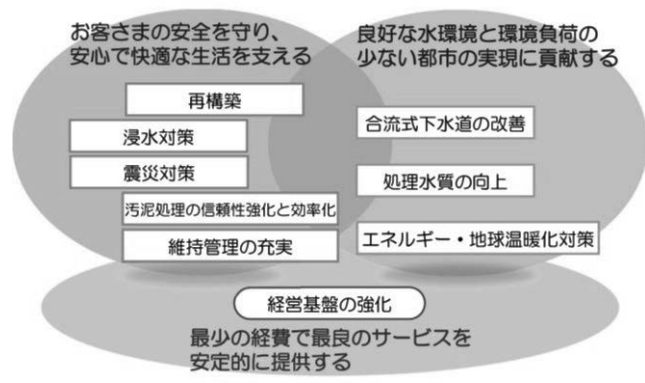 お客さまの安全を守り、
安心で快適な生活を支える
再構築
浸水対策
震災対策
汚泥処理の信頼性強化と効率化
維持管理の充実
良好な水環境と環境負荷の
少ない都市の実現に貢献する
合流式下水道の改善
処理水質の向上
エネルギー・地球温暖化対策
経営基盤の強化
最少の経費で最良のサービスを
安定的に提供する